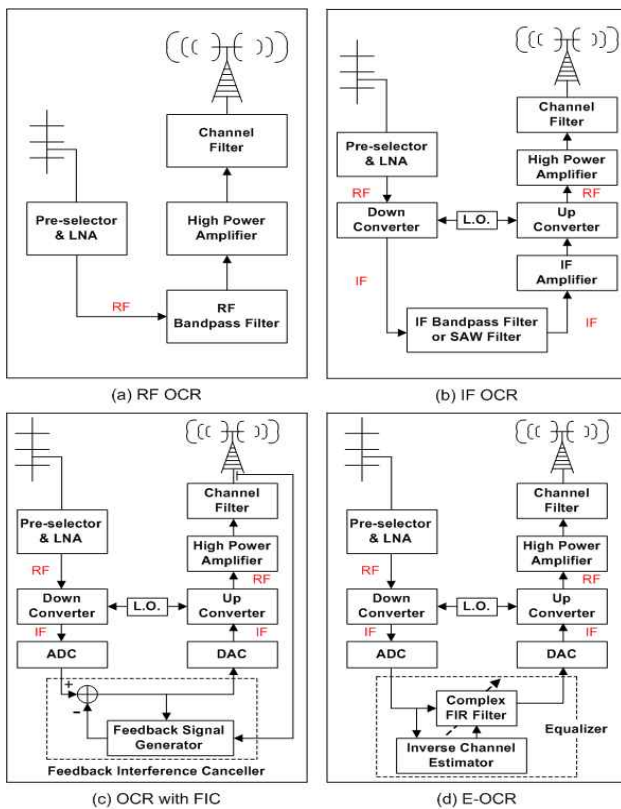 Channel
Filter
Pre-selector
& LNA
High Power
Amplifier
RF
RF
Bandpass Filter
(a) RF OCR
Pre-selector
& LNA
Channel
Filter
High Power
Amplifier
RF
RF
Down
Converter
L.O.
Up
Converter
IF
IF
Amplifier
IF Bandpass Filter
or SAW Filter
IF
(b) IF OCR
Pre-selector
& LNA
Channel
Filter
High Power
Amplifier
RF
RF
Down
Converter
L.O.
Up
Converter
IF
IF
ADC
DAC
+
−
Feedback Signal
Generator
Feedback Interference Canceller
(c) OCR with FIC
Pre-selector
& LNA
Channel
Filter
High Power
Amplifier
RF
RF
Down
Converter
L.O.
Up
Converter
IF
IF
ADC
DAC
Complex
FIR Filter
Equalizer
Inverse Channel
Estimator
(d) E-OCR